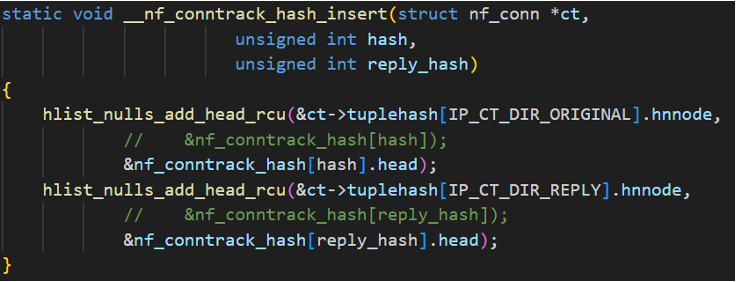 static void __nf_conntrack_hash_insert(struct nf_conn *ct,
unsigned int hash,
unsigned int reply_hash)
{
hlist_nulls_add_head_rcu(&ct->tuplehash[IP_CT_DIR_ORIGINAL].hnnode,
//    &nf_conntrack_hash[hash]);
&nf_conntrack_hash[hash].head);
hlist_nulls_add_head_rcu(&ct->tuplehash[IP_CT_DIR_REPLY].hnnode,
//    &nf_conntrack_hash[reply_hash]);
&nf_conntrack_hash[reply_hash].head);
}